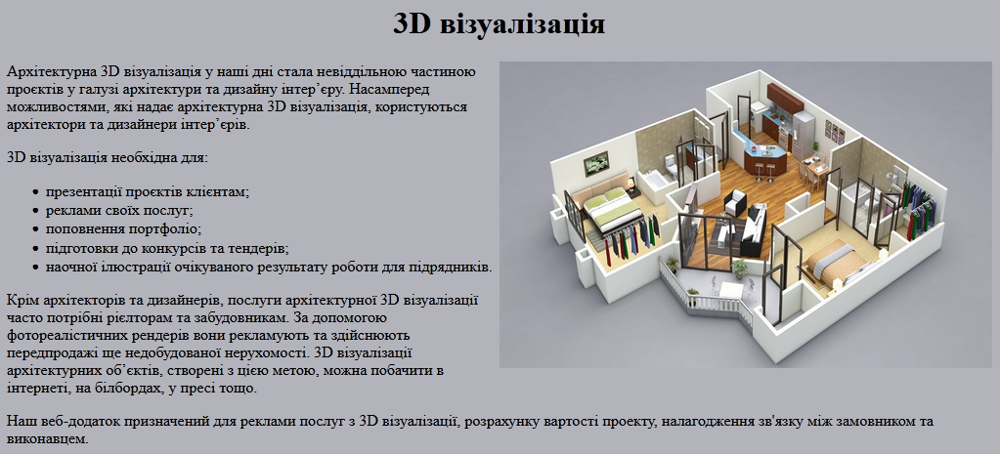 3D візуалізація
Архітектурна 3D візуалізація у наші дні стала невіддільною частиною
проєктів у галузі архітектури та дизайну інтер’єру. Насамперед
можливостями, які надає архітектурна 3D візуалізація, користуються
архітектори та дизайнери інтер’єрів.
3D візуалізація необхідна для:
• презентації проєктів клієнтам;
• реклами своїх послуг;
• поповнення портфоліо;
• підготовки до конкурсів та тендерів;
• наочної ілюстрації очікуваного результату роботи для підрядників.
Крім архітекторів та дизайнерів, послуги архітектурної 3D візуалізації
часто потрібні рієлторам та забудовникам. За допомогою
фотореалістичних рендерів вони рекламують та здійснюють
передпродажі ще недобудованої нерухомості. 3D візуалізації
архітектурних об’єктів, створені з цією метою, можна побачити в
інтернеті, на білбордах, у пресі тощо.
Наш веб-додаток призначений для реклами послуг з 3D візуалізації, розрахунку вартості проекту, налагодження зв'язку між замовником та
виконавцем.